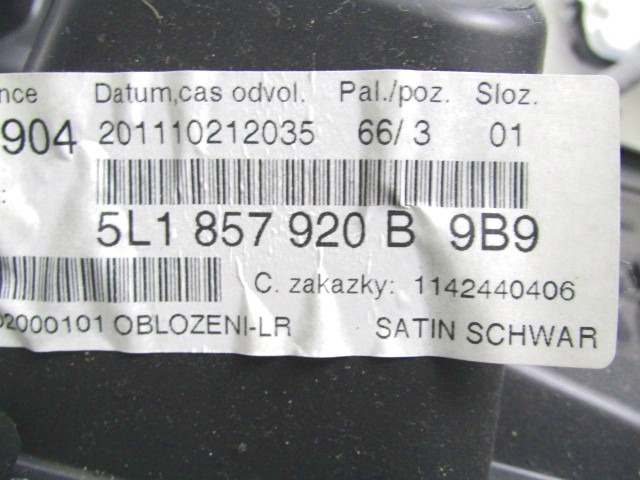 nce Datum,cas odvol. Pal./poz. Sloz.
904 201110212035 66/3 01
:
5L1 857 920 B 9B9
C. zakazky: 1142440406
02000101 OBLOZENI-LR SATIN SCHWAR